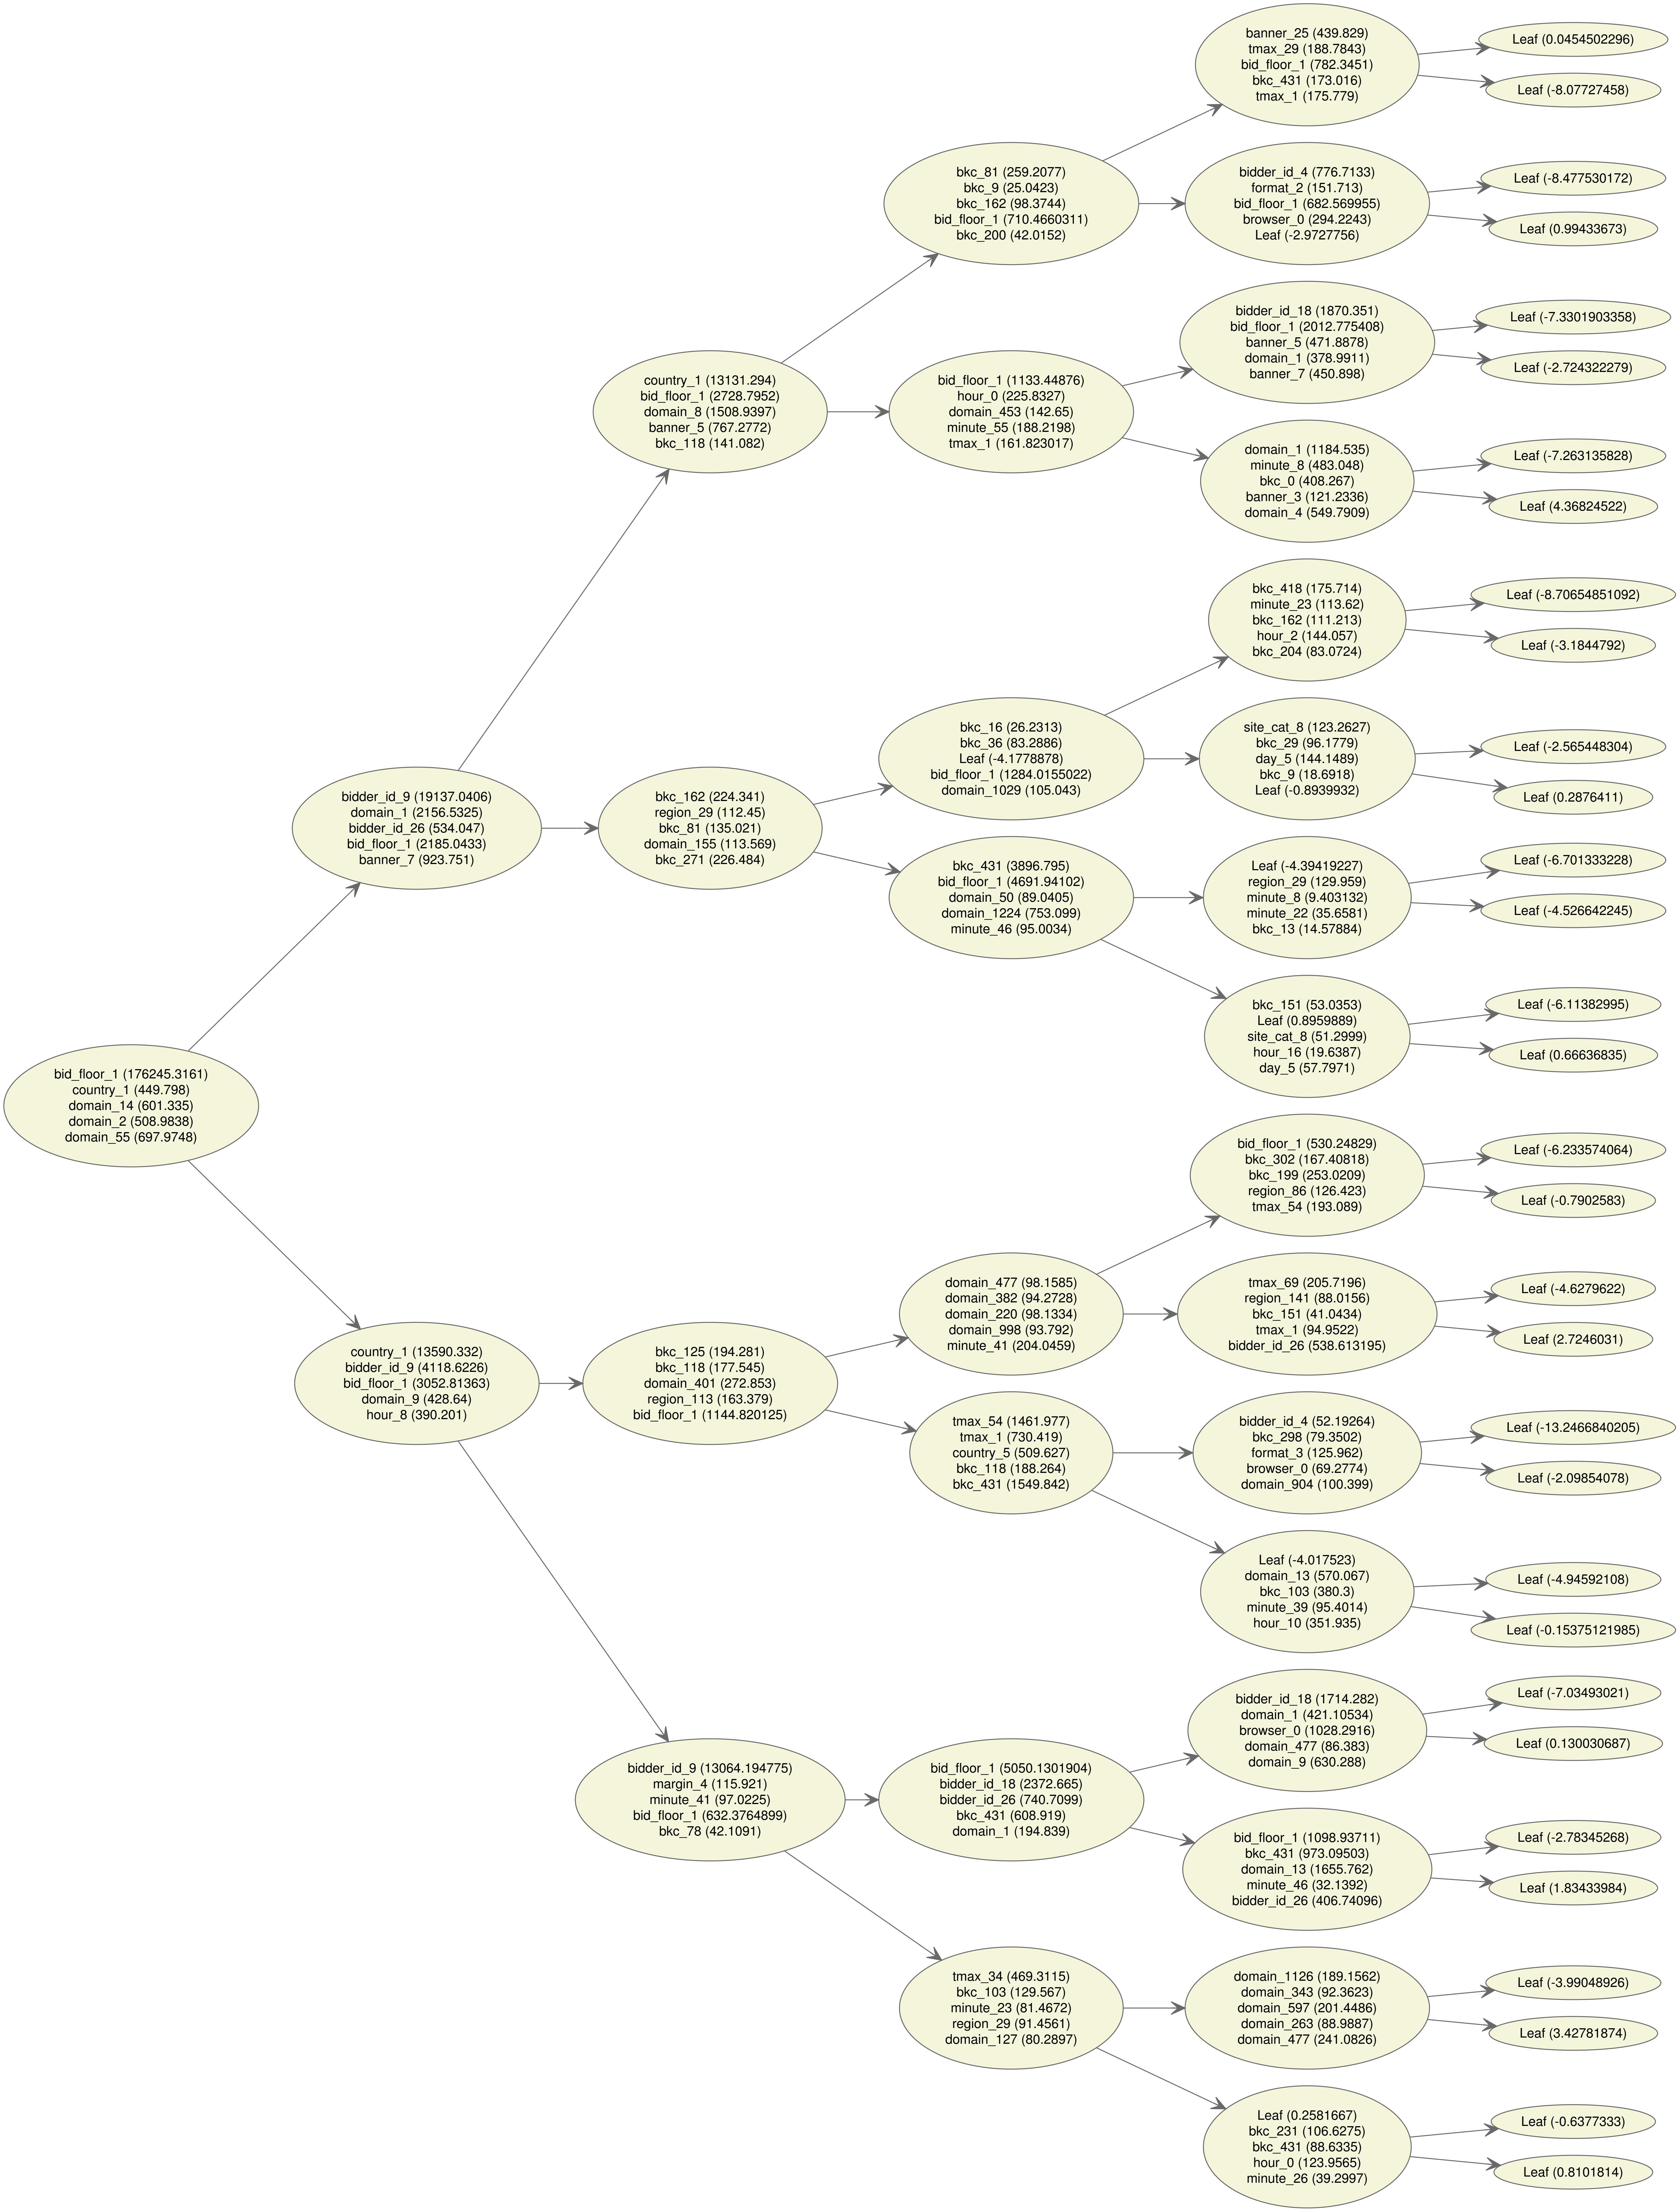 bid_floor_1 (176245.3161)
country_1 (449.798)
domain_14 (601.335)
domain_2 (508.9838)
domain_55 (697.9748)
bidder_id_9 (19137.0406)
domain_1 (2156.5325)
bidder_id_26 (534.047)
bid_floor_1 (2185.0433)
banner_7 (923.751)
country_1 (13590.332)
bidder_id_9 (4118.6226)
bid_floor_1 (3052.81363)
domain_9 (428.64)
hour_8 (390.201)
country_1 (13131.294)
bid_floor_1 (2728.7952)
domain_8 (1508.9397)
banner_5 (767.2772)
bkc_118 (141.082)
bkc_162 (224.341)
region_29 (112.45)
bkc_81 (135.021)
domain_155 (113.569)
bkc_271 (226.484)
bkc_125 (194.281)
bkc_118 (177.545)
domain_401 (272.853)
region_113 (163.379)
bid_floor_1 (1144.820125)
bidder_id_9 (13064.194775)
margin_4 (115.921)
minute_41 (97.0225)
bid_floor_1 (632.3764899)
bkc_78 (42.1091)
bkc_81 (259.2077)
bkc_9 (25.0423)
bkc_162 (98.3744)
bid_floor_1 (710.4660311)
bkc_200 (42.0152)
bid_floor_1 (1133.44876)
hour_0 (225.8327)
domain_453 (142.65)
minute_55 (188.2198)
tmax_1 (161.823017)
bkc_16 (26.2313)
bkc_36 (83.2886)
Leaf (-4.1778878)
bid_floor_1 (1284.0155022)
domain_1029 (105.043)
bkc_431 (3896.795)
bid_floor_1 (4691.94102)
domain_50 (89.0405)
domain_1224 (753.099)
minute_46 (95.0034)
domain_477 (98.1585)
domain_382 (94.2728)
domain_220 (98.1334)
domain_998 (93.792)
minute_41 (204.0459)
tmax_54 (1461.977)
tmax_1 (730.419)
country_5 (509.627)
bkc_118 (188.264)
bkc_431 (1549.842)
bid_floor_1 (5050.1301904)
bidder_id_18 (2372.665)
bidder_id_26 (740.7099)
bkc_431 (608.919)
domain_1 (194.839)
tmax_34 (469.3115)
bkc_103 (129.567)
minute_23 (81.4672)
region_29 (91.4561)
domain_127 (80.2897)
banner_25 (439.829)
tmax_29 (188.7843)
bid_floor_1 (782.3451)
bkc_431 (173.016)
tmax_1 (175.779)
bidder_id_4 (776.7133)
format_2 (151.713)
bid_floor_1 (682.569955)
browser_0 (294.2243)
Leaf (-2.9727756)
bidder_id_18 (1870.351)
bid_floor_1 (2012.775408)
banner_5 (471.8878)
domain_1 (378.9911)
banner_7 (450.898)
domain_1 (1184.535)
minute_8 (483.048)
bkc_0 (408.267)
banner_3 (121.2336)
domain_4 (549.7909)
bkc_418 (175.714)
minute_23 (113.62)
bkc_162 (111.213)
hour_2 (144.057)
bkc_204 (83.0724)
site_cat_8 (123.2627)
bkc_29 (96.1779)
day_5 (144.1489)
bkc_9 (18.6918)
Leaf (-0.8939932)
Leaf (-4.39419227)
region_29 (129.959)
minute_8 (9.403132)
minute_22 (35.6581)
bkc_13 (14.57884)
bkc_151 (53.0353)
Leaf (0.8959889)
site_cat_8 (51.2999)
hour_16 (19.6387)
day_5 (57.7971)
bid_floor_1 (530.24829)
bkc_302 (167.40818)
bkc_199 (253.0209)
region_86 (126.423)
tmax_54 (193.089)
tmax_69 (205.7196)
region_141 (88.0156)
bkc_151 (41.0434)
tmax_1 (94.9522)
bidder_id_26 (538.613195)
bidder_id_4 (52.19264)
bkc_298 (79.3502)
format_3 (125.962)
browser_0 (69.2774)
domain_904 (100.399)
Leaf (-4.017523)
domain_13 (570.067)
bkc_103 (380.3)
minute_39 (95.4014)
hour_10 (351.935)
bidder_id_18 (1714.282)
domain_1 (421.10534)
browser_0 (1028.2916)
domain_477 (86.383)
domain_9 (630.288)
bid_floor_1 (1098.93711)
bkc_431 (973.09503)
domain_13 (1655.762)
minute_46 (32.1392)
bidder_id_26 (406.74096)
domain_1126 (189.1562)
domain_343 (92.3623)
domain_597 (201.4486)
domain_263 (88.9887)
domain_477 (241.0826)
Leaf (0.2581667)
bkc_231 (106.6275)
bkc_431 (88.6335)
hour_0 (123.9565)
minute_26 (39.2997)
Leaf (0.0454502296)
Leaf (-8.07727458)
Leaf (-8.477530172)
Leaf (0.99433673)
Leaf (-7.3301903358)
Leaf (-2.724322279)
Leaf (-7.263135828)
Leaf (4.36824522)
Leaf (-8.70654851092)
Leaf (-3.1844792)
Leaf (-2.565448304)
Leaf (0.2876411)
Leaf (-6.701333228)
Leaf (-4.526642245)
Leaf (-6.11382995)
Leaf (0.66636835)
Leaf (-6.233574064)
Leaf (-0.7902583)
Leaf (-4.6279622)
Leaf (2.7246031)
Leaf (-13.2466840205)
Leaf (-2.09854078)
Leaf (-4.94592108)
Leaf (-0.15375121985)
Leaf (-7.03493021)
Leaf (0.130030687)
Leaf (-2.78345268)
Leaf (1.83433984)
Leaf (-3.99048926)
Leaf (3.42781874)
Leaf (-0.6377333)
Leaf (0.8101814)